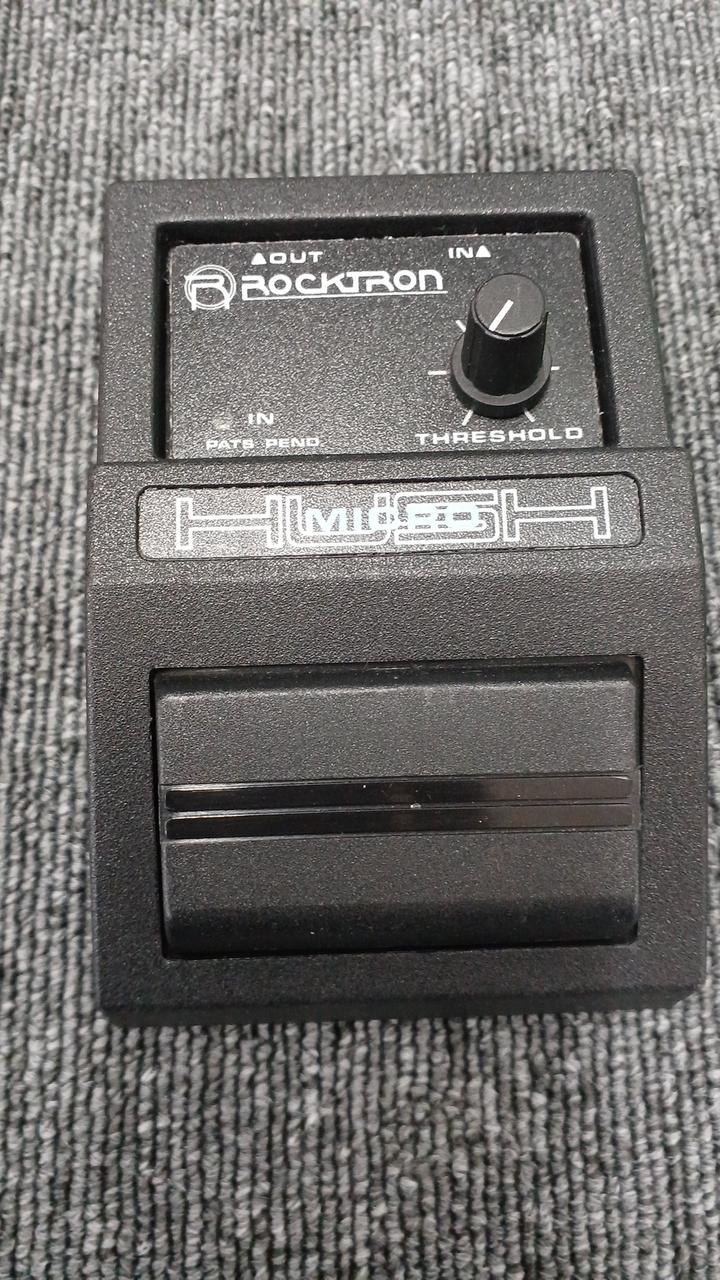 ▲OUT IN▲
R ROCKTRON
IN
PATS PEND.
THRESHOLD
HUSH
MICRO